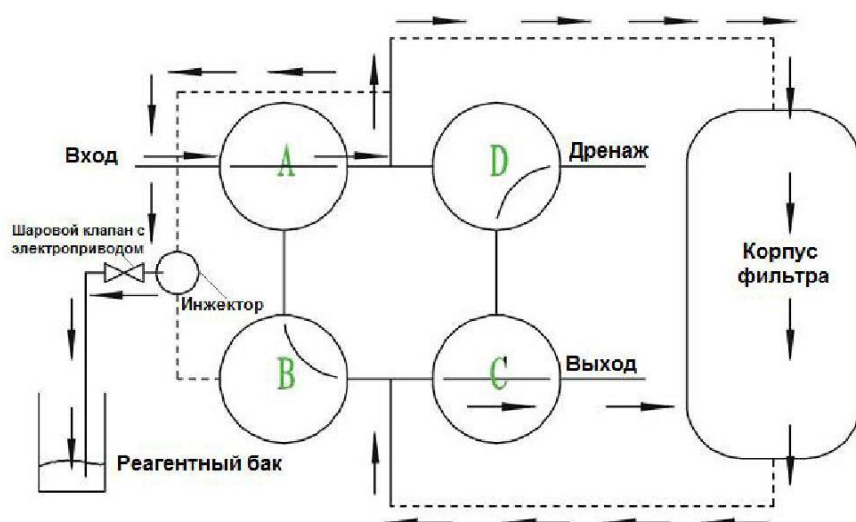 Вход
A
D
Дренаж
Шаровой клапан с
электроприводом
Инжектор
Корпус
фильтра
B
C
Выход
Реагентный бак